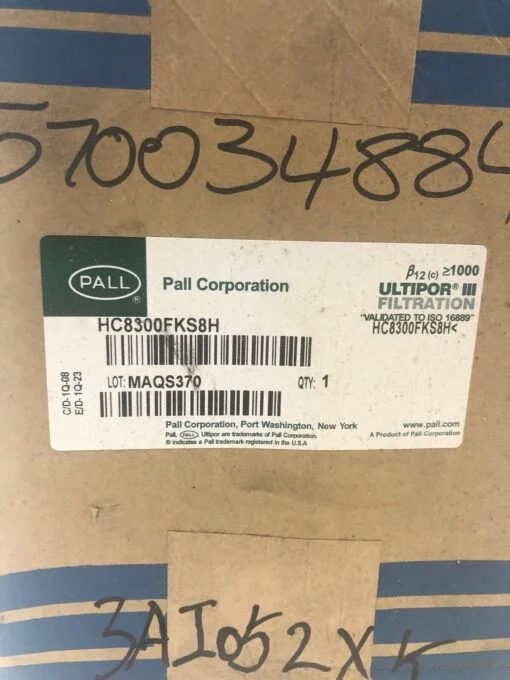 570034884
PALL
®
Pall Corporation
β12 (c) ≥1000
ULTIPOR® III
FILTRATION
"VALIDATED TO ISO 16889"
HC8300FKS8H
HC8300FKS8H<
C/D-1Q-08
E/D-1Q-23
LOT: MAQS370
QTY: 1
Pall Corporation, Port Washington, New York
www.pall.com
Pall, PALL, Ultipor are trademarks of Pall Corporation.
A Product of Pall Corporation
® indicates a Pall trademark registered in the U.S.A
3AI052X5